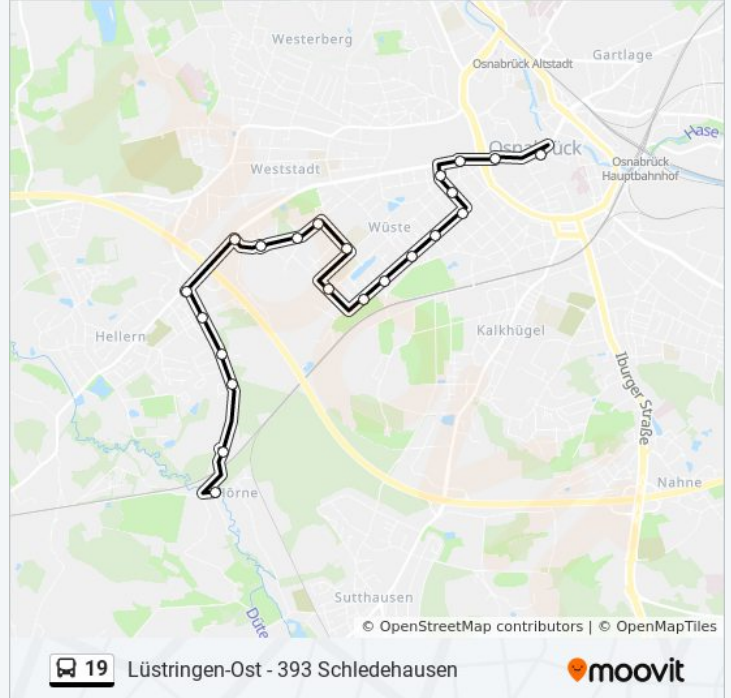 Westerberg
Gartlage
Osnabrück Altstadt
Hase
Osnabrück
Osnabrück
Hauptbahnhof
Weststadt
Wüste
Hellern
Kalkhügel
Iburger Straße
Nahne
Hörne
Sutthausen
Düte
© OpenStreetMap contributors | © OpenMapTiles
19 Lüstringen-Ost - 393 Schledehausen
moovit